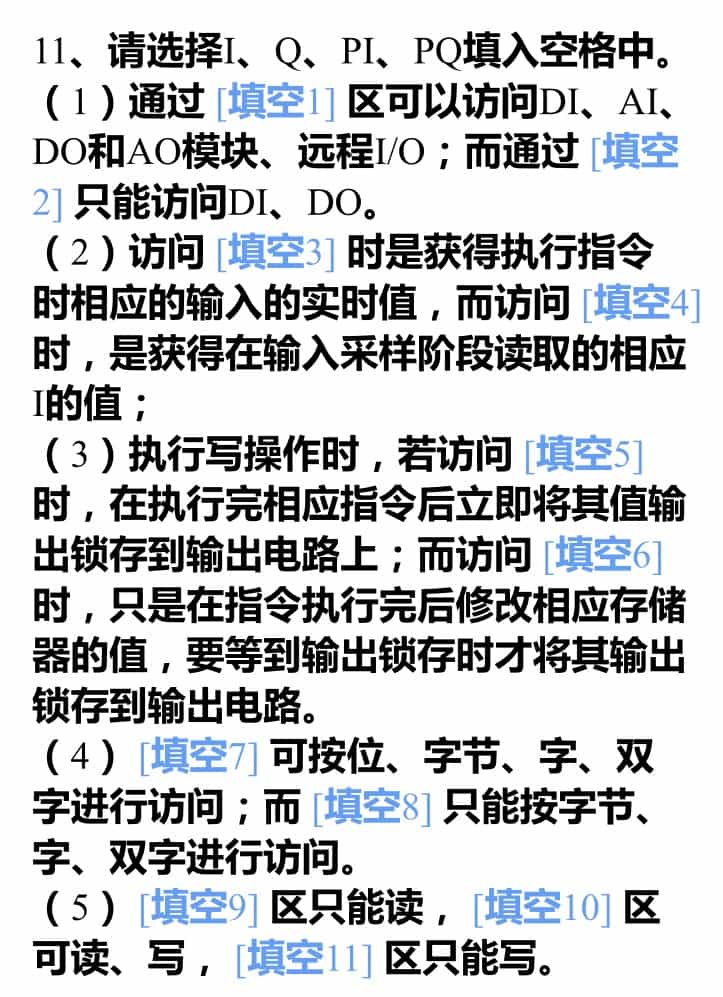 11、请选择I、Q、PI、PQ填入空格中。
（1）通过 [填空1] 区可以访问DI、AI、
DO和AO模块、远程I/O；而通过 [填空
2] 只能访问DI、DO。
（2）访问 [填空3] 时是获得执行指令
时相应的输入的实时值，而访问 [填空4]
时，是获得在输入采样阶段读取的相应
I的值；
（3）执行写操作时，若访问 [填空5]
时，在执行完相应指令后立即将其值输
出锁存到输出电路上；而访问 [填空6]
时，只是在指令执行完后修改相应存储
器的值，要等到输出锁存时才将其输出
锁存到输出电路。
（4） [填空7] 可按位、字节、字、双
字进行访问；而 [填空8] 只能按字节、
字、双字进行访问。
（5） [填空9] 区只能读， [填空10] 区
可读、写， [填空11] 区只能写。